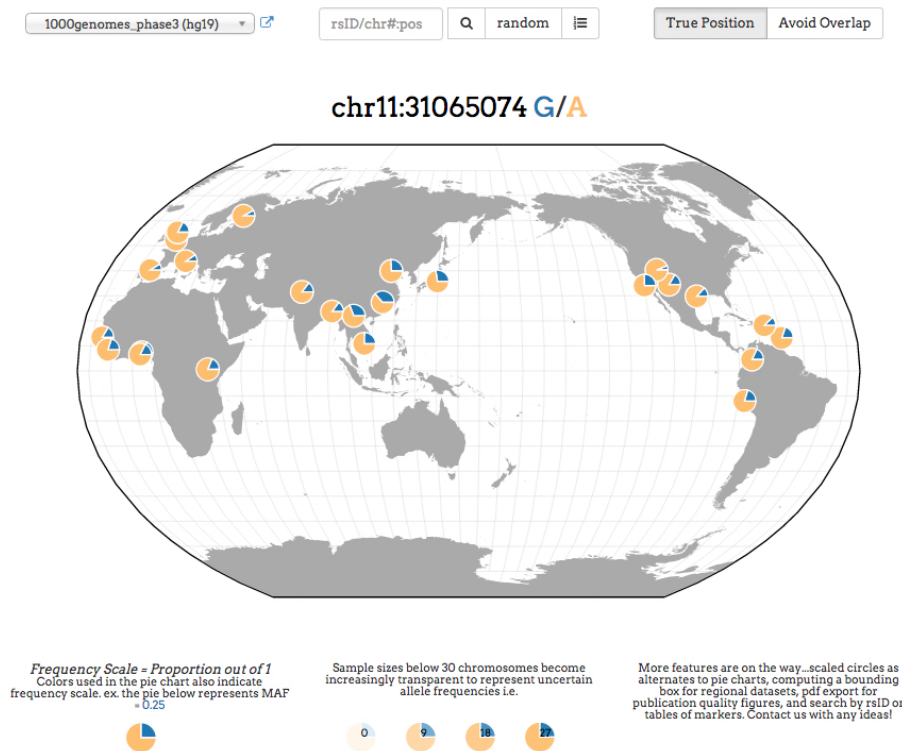 1000genomes_phase3 (hg19)
rsID/chr#:pos
random
True Position
Avoid Overlap
chr11:31065074 G/A
Frequency Scale = Proportion out of 1
Colors used in the pie chart also indicate
frequency scale. ex. the pie below represents MAF
= 0.25
Sample sizes below 30 chromosomes become
increasingly transparent to represent uncertain
allele frequencies i.e.
0
9
18
27
More features are on the way...scaled circles as
alternates to pie charts, computing a bounding
box for regional datasets, pdf export for
publication quality figures, and search by rsID or
tables of markers. Contact us with any ideas!